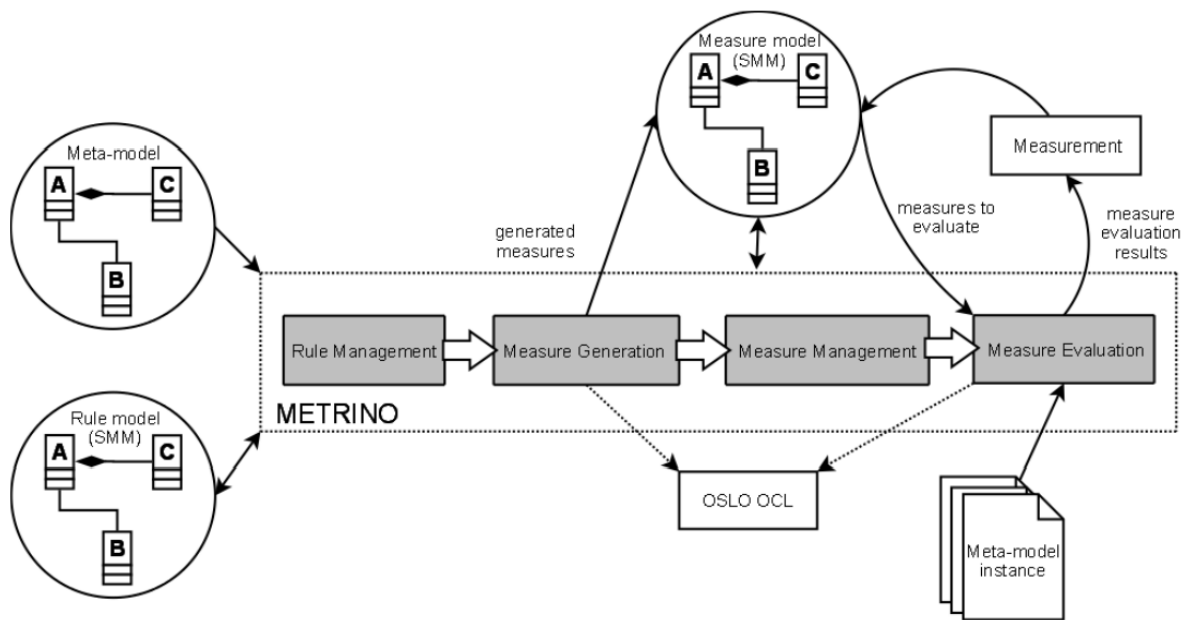 Measure model
(SMM)
A
C
B
Meta-model
A
C
B
Measurement
generated
measures
measures to
evaluate
measure
evaluation
results
Rule Management
Measure Generation
Measure Management
Measure Evaluation
METRINO
Rule model
(SMM)
A
C
B
OSLO OCL
Meta-model
instance